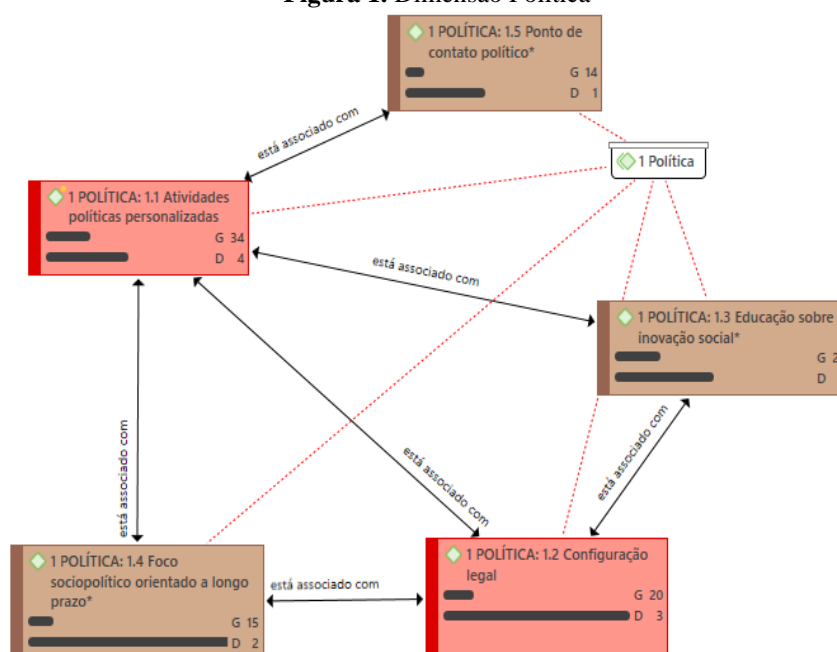 Figura 1. Dimensão Política
1 POLÍTICA: 1.5 Ponto de
contato político*
G 14
D 1
está associado com
1 Política
1 POLÍTICA: 1.1 Atividades
políticas personalizadas
G 34
D 4
está associado com
1 POLÍTICA: 1.3 Educação sobre
inovação social*
G 2
D
está associado com
está associado com
está associado com
1 POLÍTICA: 1.4 Foco
sociopolítico orientado a longo
prazo*
G 15
D 2
está associado com
1 POLÍTICA: 1.2 Configuração
legal
G 20
D 3